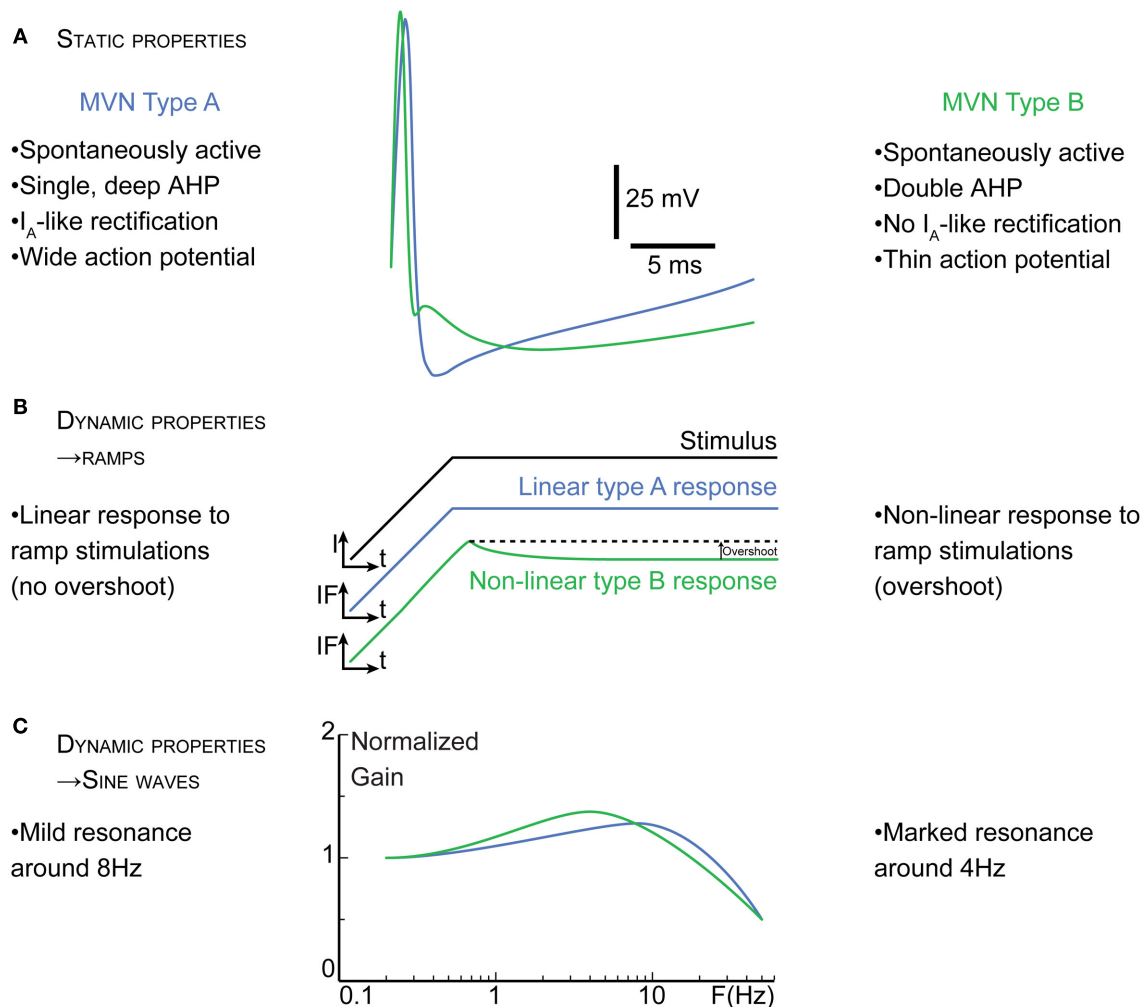 A STATIC PROPERTIES
MVN Type A
•Spontaneously active
•Single, deep AHP
•I_A-like rectification
•Wide action potential
25 mV
5 ms
MVN Type B
•Spontaneously active
•Double AHP
•No I_A-like rectification
•Thin action potential
B DYNAMIC PROPERTIES
→RAMPS
•Linear response to
ramp stimulations
(no overshoot)
Stimulus
Linear type A response
Overshoot
Non-linear type B response
I
t
IF
t
IF
t
•Non-linear response to
ramp stimulations
(overshoot)
C DYNAMIC PROPERTIES
→SINE WAVES
•Mild resonance
around 8Hz
2
Normalized
Gain
1
0
0.1
1
10
F(Hz)
•Marked resonance
around 4Hz